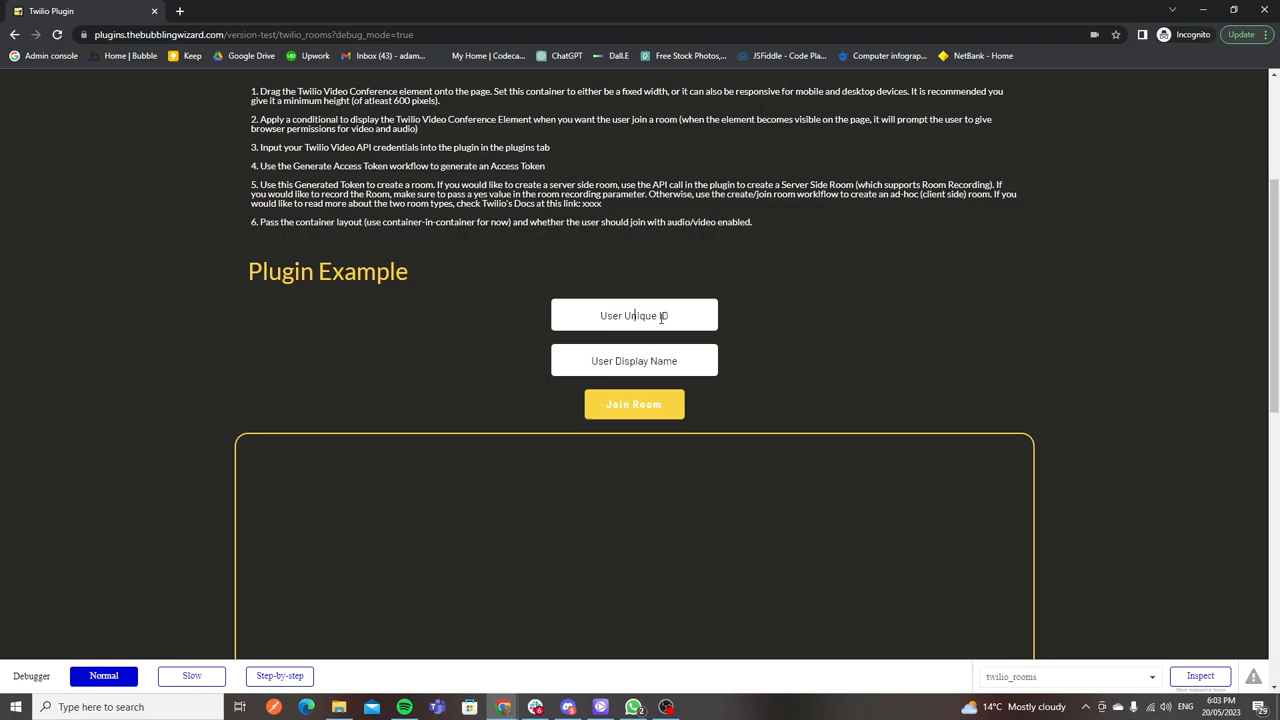 Twilio Plugin
plugins.thebubblingwizard.com/version-test/twilio_rooms?debug_mode=true
Incognito
Update
Admin console
Home | Bubble
Keep
Google Drive
Upwork
Inbox (43) - adam...
My Home | Codeca...
ChatGPT
DallE
Free Stock Photos,...
JSFiddle - Code Pla...
Computer infograp...
NetBank - Home
1. Drag the Twilio Video Conference element onto the page. Set this container to either be a fixed width, or it can also be responsive for mobile and desktop devices. It is recommended you
give it a minimum height (of atleast 600 pixels).
2. Apply a conditional to display the Twilio Video Conference Element when you want the user join a room (when the element becomes visible on the page, it will prompt the user to give
browser permissions for video and audio)
3. Input your Twilio Video API credentials into the plugin in the plugins tab
4. Use the Generate Access Token workflow to generate an Access Token
5. Use this Generated Token to create a room. If you would like to create a server side room, use the API call in the plugin to create a Server Side Room (which supports Room Recording). If
you would like to record the Room, make sure to pass a yes value in the room recording parameter. Otherwise, use the create/join room worklfow to create an ad-hoc (client side) room. If you
would like to read more about the two room types, check Twilio's Docs at this link: xxxx
6. Pass the container layout (use container-in-container for now) and whether the user should join with audio/video enabled.
Plugin Example
User Unique ID
User Display Name
Join Room
Debugger
Normal
Slow
Step-by-step
twilio_rooms
Inspect
Show responsive boxes
Type here to search
14°C Mostly cloudy
6:03 PM
20/05/2023